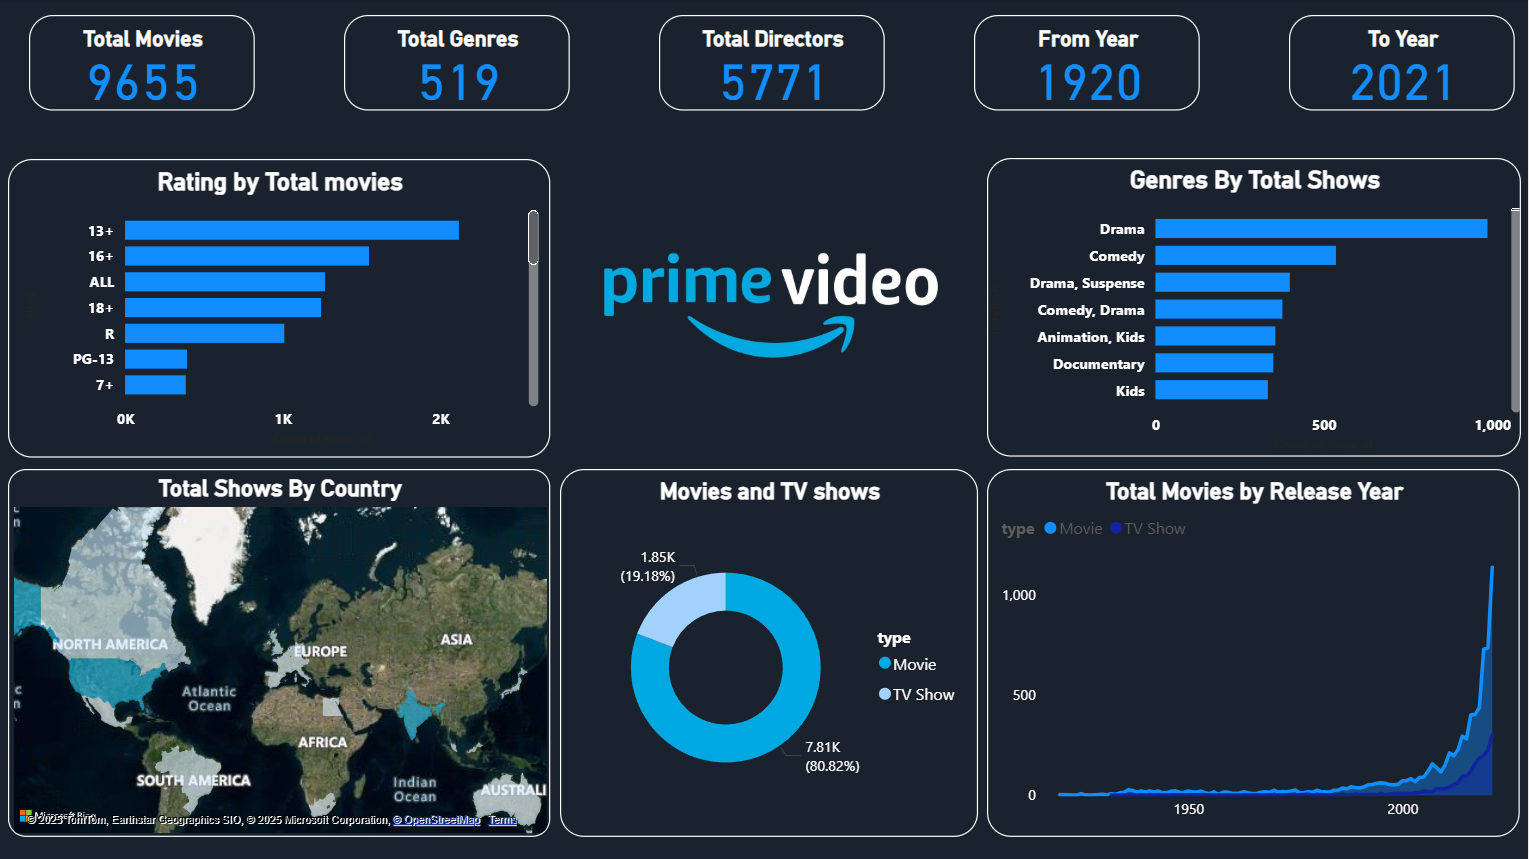 Total Movies
9655
Total Genres
519
Total Directors
5771
From Year
1920
To Year
2021
Rating by Total movies
13+
16+
ALL
18+
R
PG-13
7+
0K 1K 2K
prime video
Genres By Total Shows
Drama
Comedy
Drama, Suspense
Comedy, Drama
Animation, Kids
Documentary
Kids
0 500 1,000
Total Shows By Country
NORTH AMERICA
EUROPE
ASIA
Atlantic
Ocean
AFRICA
SOUTH AMERICA
Indian
Ocean
AUSTRALI
© 2025 TomTom, Earthstar Geographics SIO, © 2025 Microsoft Corporation, © OpenStreetMap Terms
Movies and TV shows
1.85K
(19.18%)
7.81K
(80.82%)
type
Movie
TV Show
Total Movies by Release Year
type Movie TV Show
1,000
500
0
1950 2000